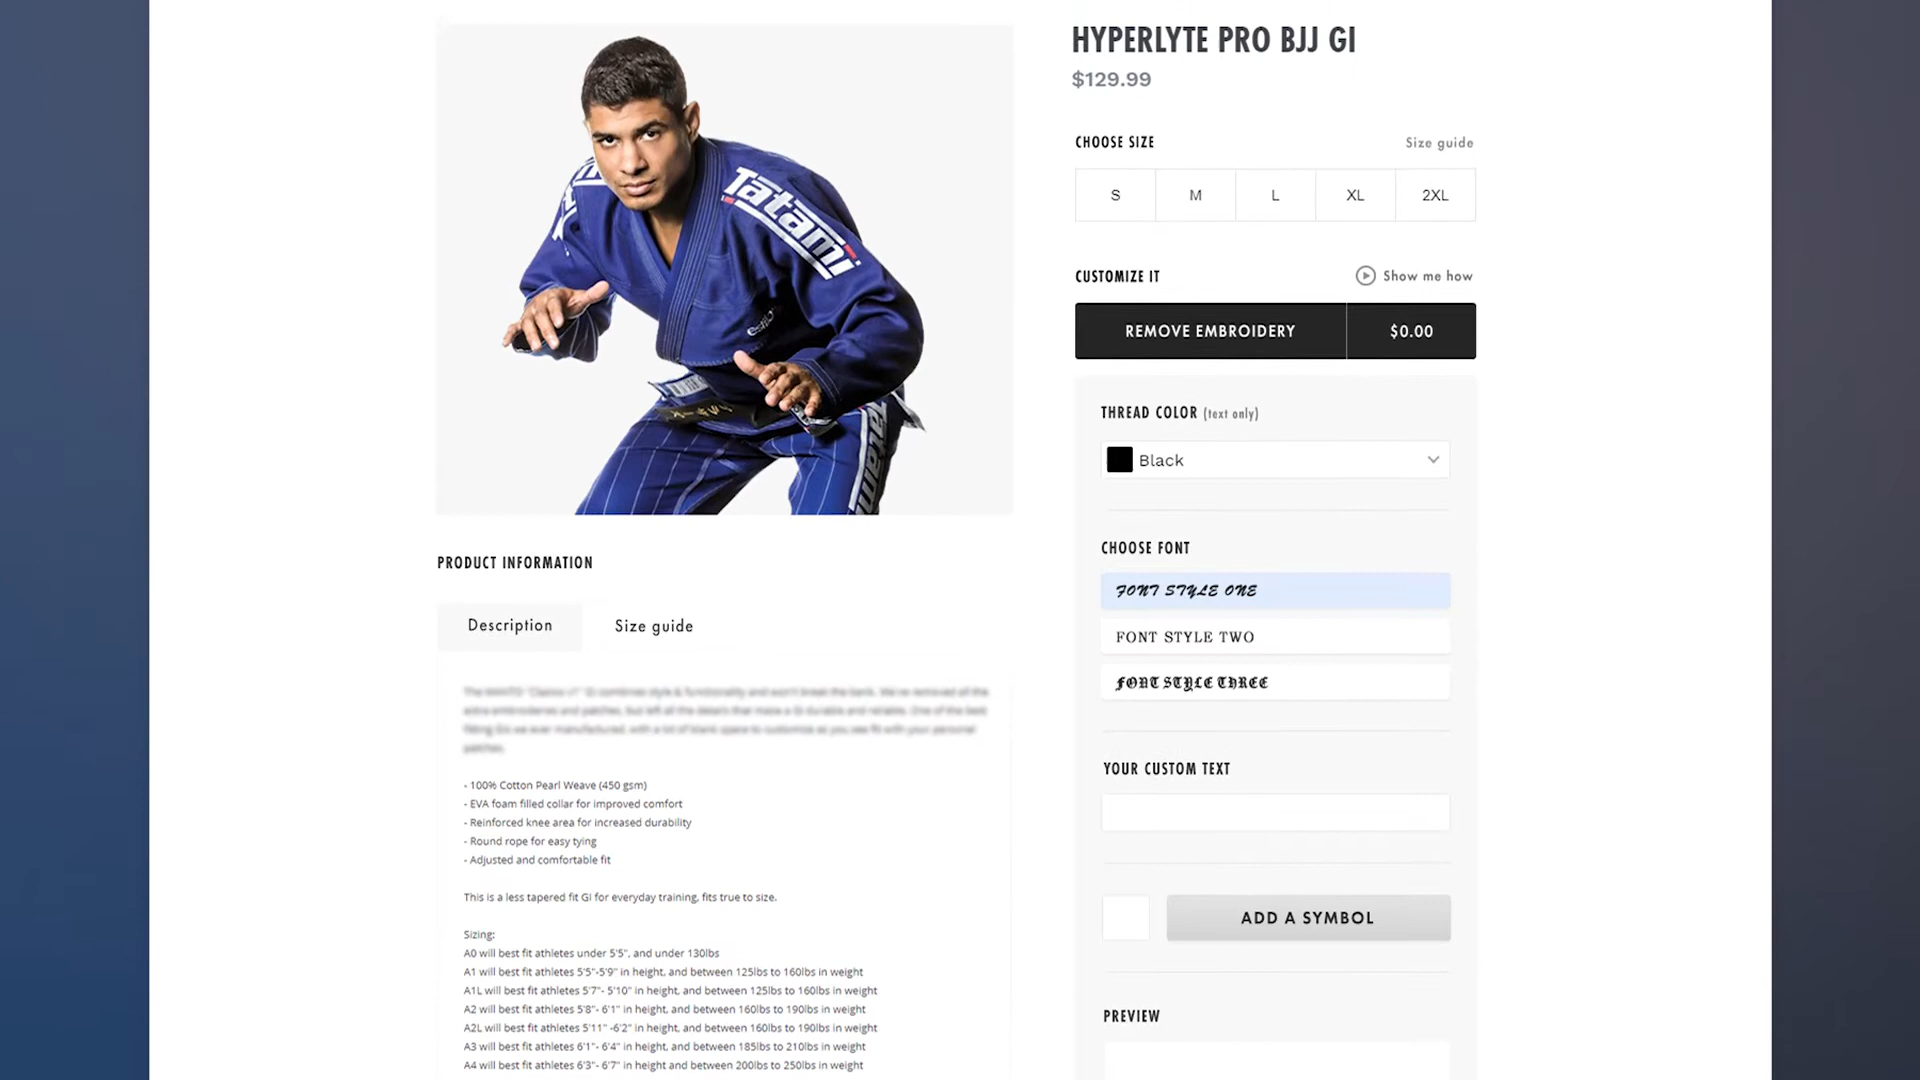 HYPERLYTE PRO BJJ GI
$129.99
CHOOSE SIZE
Size guide
S
M
L
XL
2XL
CUSTOMIZE IT
Show me how
REMOVE EMBROIDERY
$0.00
THREAD COLOR (text only)
Black
CHOOSE FONT
FONT STYLE ONE
FONT STYLE TWO
FONT STYLE THREE
YOUR CUSTOM TEXT
ADD A SYMBOL
PREVIEW
Tatami
estilo
Tatami
PRODUCT INFORMATION
Description
Size guide
- 100% Cotton Pearl Weave (450 gsm)
- EVA foam filled collar for improved comfort
- Reinforced knee area for increased durability
- Round rope for easy tying
- Adjusted and comfortable fit
This is a less tapered fit GI for everyday training, fits true to size.
Sizing:
A0 will best fit athletes under 5'5", and under 130lbs
A1 will best fit athletes 5'5"-5'9" in height, and between 125lbs to 160lbs in weight
A1L will best fit athletes 5'7"- 5'10" in height, and between 125lbs to 160lbs in weight
A2 will best fit athletes 5'8"- 6'1" in height, and between 160lbs to 190lbs in weight
A2L will best fit athletes 5'11" -6'2" in height, and between 160lbs to 190lbs in weight
A3 will best fit athletes 6'1"- 6'4" in height, and between 185lbs to 210lbs in weight
A4 will best fit athletes 6'3"- 6'7" in height and between 200lbs to 250lbs in weight